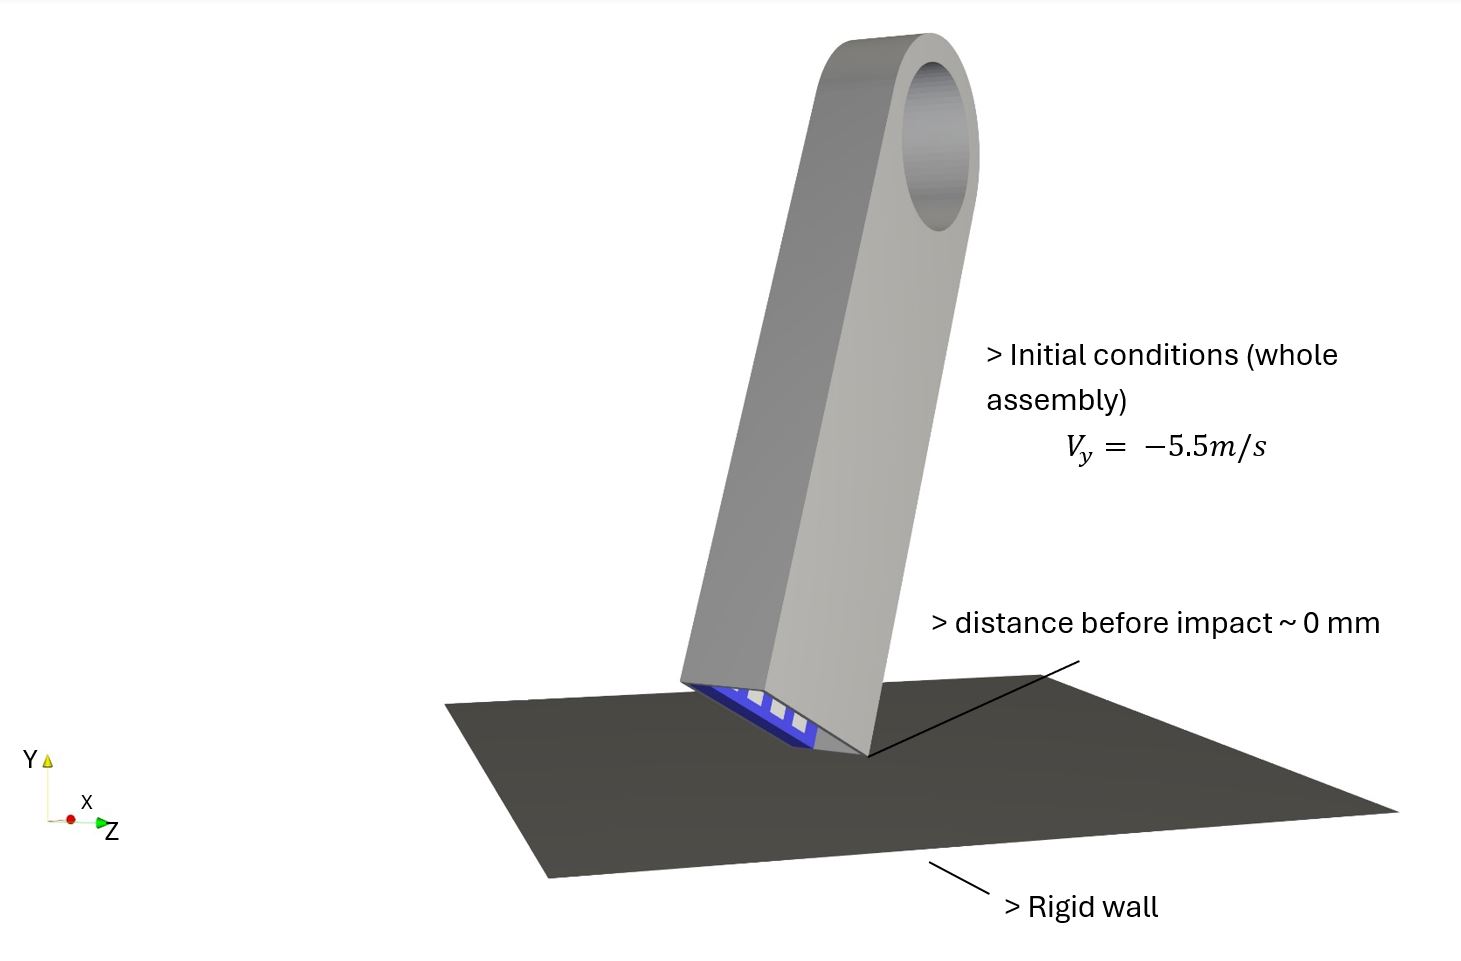 > Initial conditions (whole
assembly)
V_y = −5.5m/s
> distance before impact ~ 0 mm
Y
X
Z
> Rigid wall